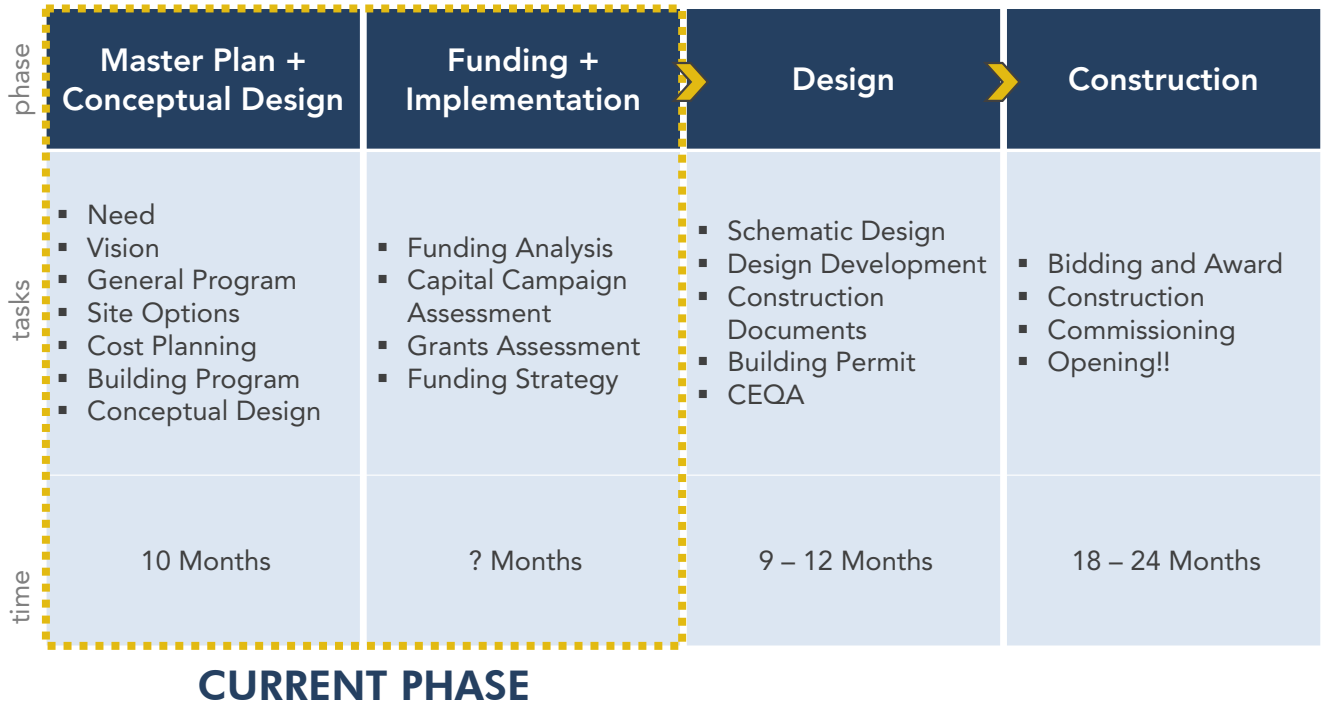 phase
Master Plan +
Conceptual Design
Funding +
Implementation
Design
Construction
tasks
▪ Need
▪ Vision
▪ General Program
▪ Site Options
▪ Cost Planning
▪ Building Program
▪ Conceptual Design
▪ Funding Analysis
▪ Capital Campaign
Assessment
▪ Grants Assessment
▪ Funding Strategy
▪ Schematic Design
▪ Design Development
▪ Construction
Documents
▪ Building Permit
▪ CEQA
▪ Bidding and Award
▪ Construction
▪ Commissioning
▪ Opening!!
time
10 Months
? Months
9 – 12 Months
18 – 24 Months
CURRENT PHASE